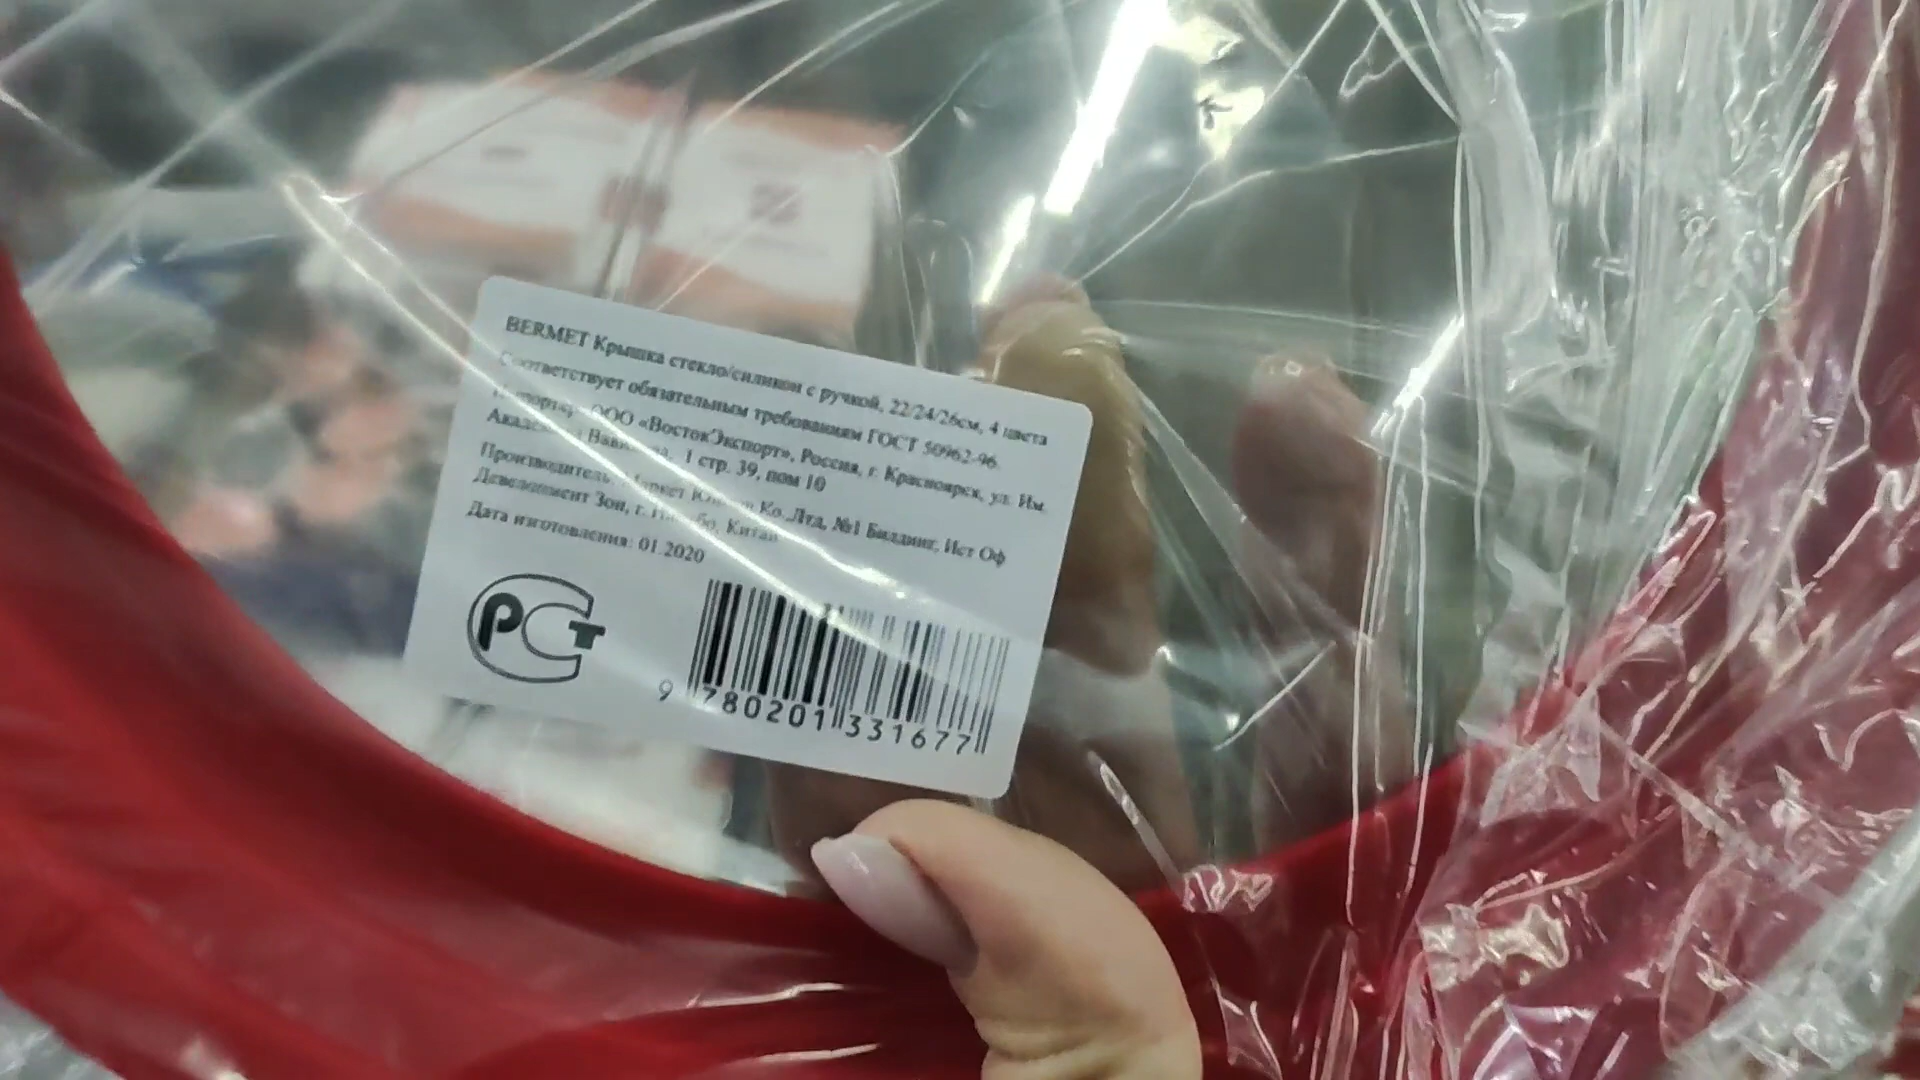 BERMET Крышка стекло/силикон с ручкой, 22/24/26см, 4 цвета
Соответствует обязательным требованиям ГОСТ 50962-96.
Импортер: ООО «ВостокЭкспорт», Россия, г. Красноярск, ул. Им.
1 стр. 39, пом 10
Производитель: Маркет Ко.,Лтд, №1 Билдинг, Ист Оф
Девелопмент Зон, г. Китай
Дата изготовления: 01.2020
РСТ
9 780201 331677